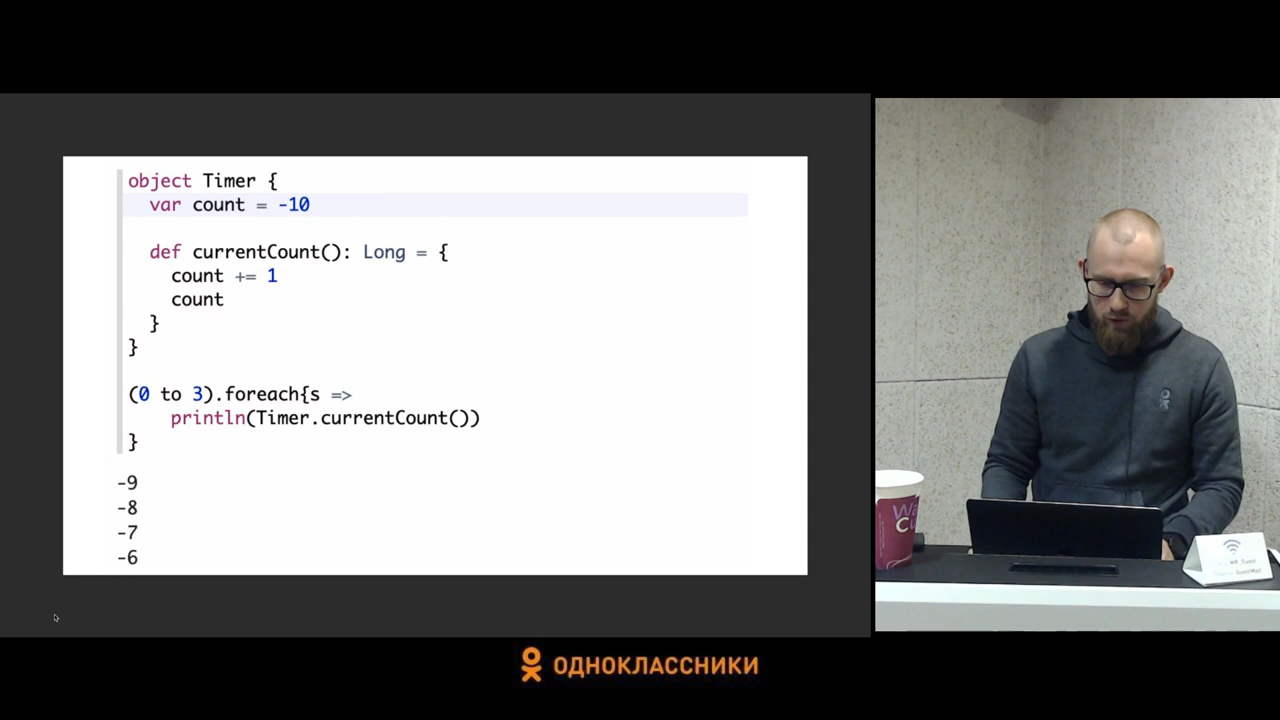 object Timer {
  var count = -10
  def currentCount(): Long = {
    count += 1
    count
  }
}
(0 to 3).foreach{s =>
    println(Timer.currentCount())
}
-9
-8
-7
-6
ОДНОКЛАССНИКИ